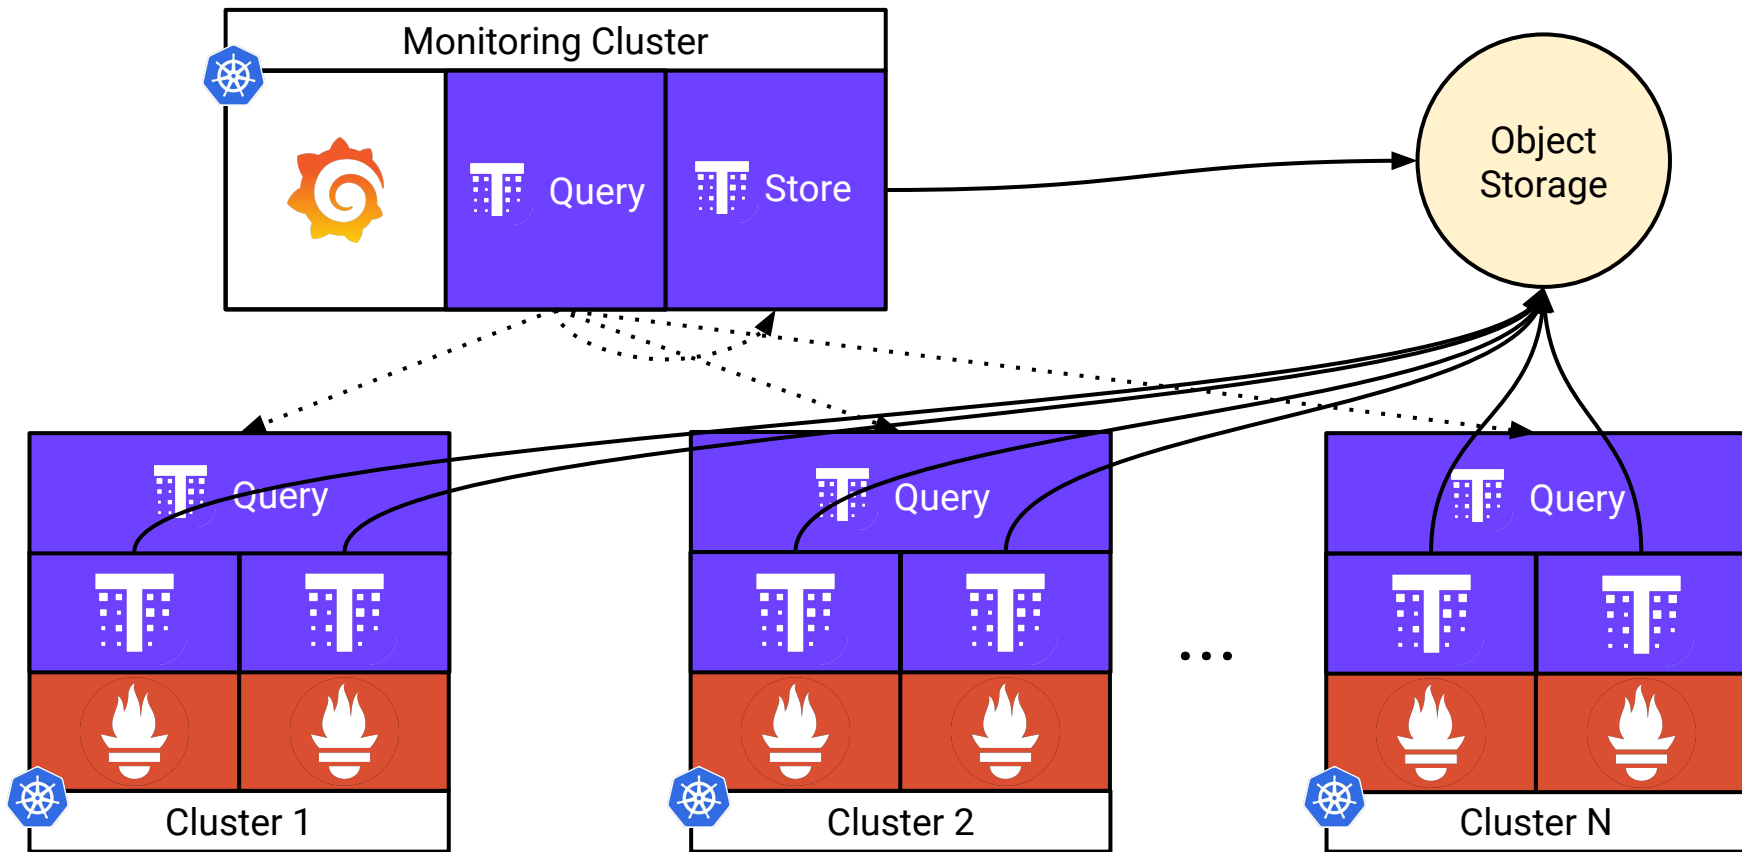 Monitoring Cluster
Query
Store
Object
Storage
Query
Query
Query
...
Cluster 1
Cluster 2
Cluster N